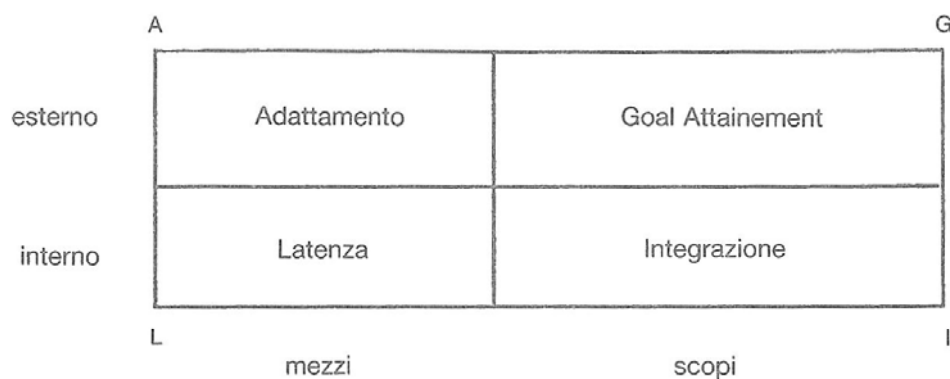 A G
esterno Adattamento Goal Attainement
interno Latenza Integrazione
L I
mezzi scopi